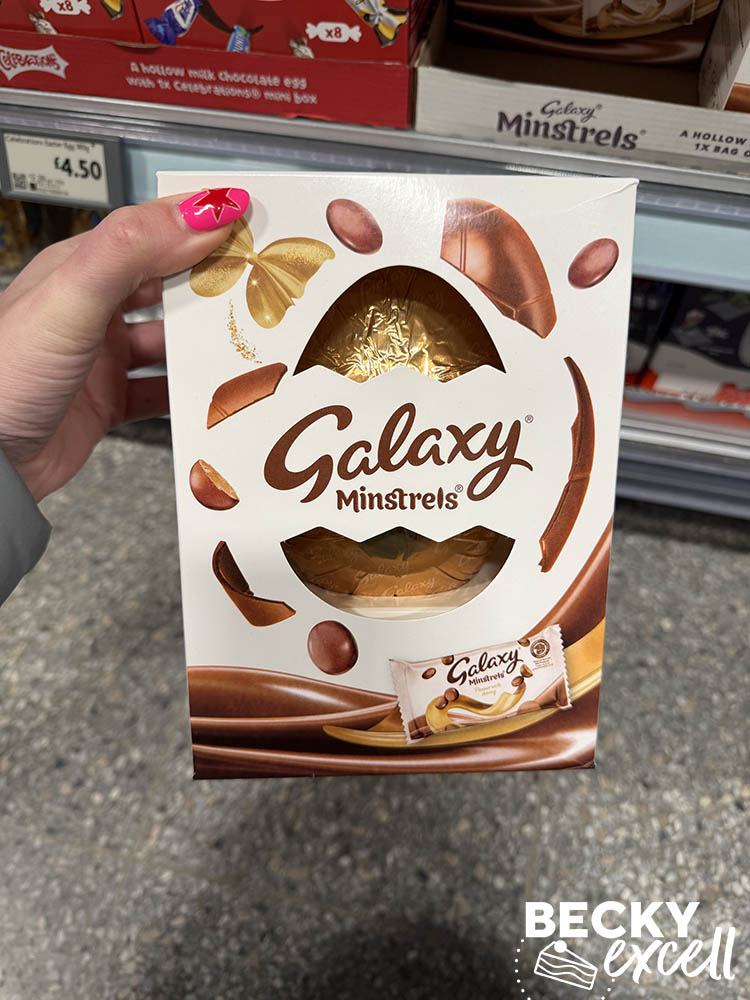 x8
x8
Celebrations
A hollow milk chocolate egg
with 1x Celebrations® mini box
Galaxy®
Minstrels®
A HOLLOW
1X BAG O
£4.50
Galaxy®
Minstrels®
Galaxy
Galaxy
Minstrels
BECKY
excell